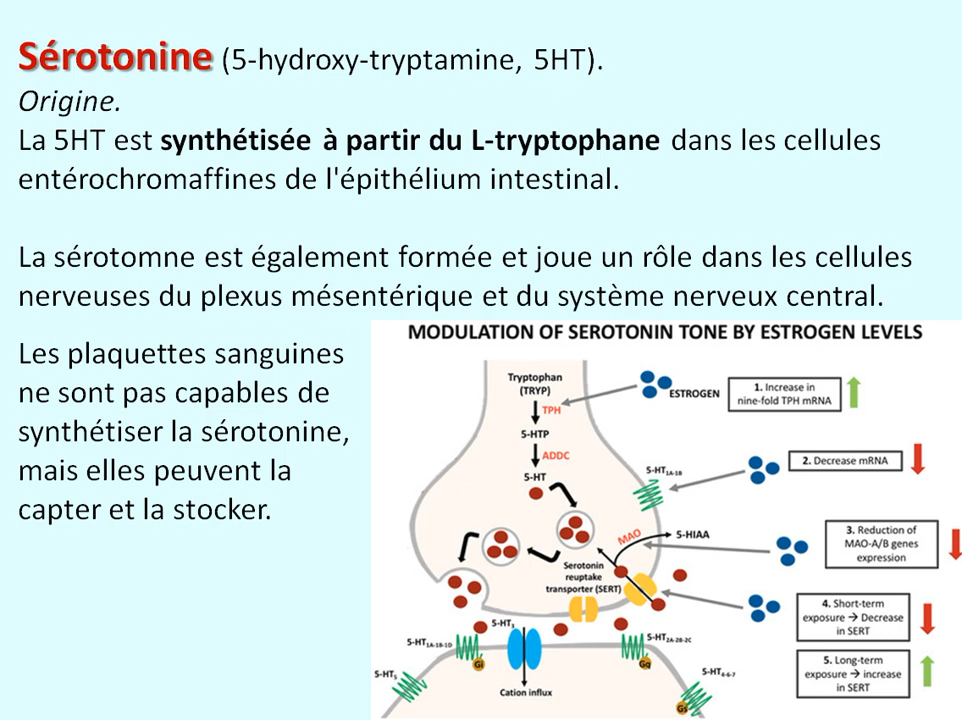 Sérotonine (5-hydroxy-tryptamine, 5HT).
Origine.
La 5HT est synthétisée à partir du L-tryptophane dans les cellules
entérochromaffines de l'épithélium intestinal.
La sérotomne est également formée et joue un rôle dans les cellules
nerveuses du plexus mésentérique et du système nerveux central.
Les plaquettes sanguines
ne sont pas capables de
synthétiser la sérotonine,
mais elles peuvent la
capter et la stocker.
MODULATION OF SEROTONIN TONE BY ESTROGEN LEVELS
Tryptophan
(TRYP)
TPH
5-HTP
ADDC
5-HT
ESTROGEN
1. Increase in
nine-fold TPH mRNA
5-HT1A-1B
2. Decrease mRNA
MAO
5-HIAA
3. Reduction of
MAO-A/B genes
expression
Serotonin
reuptake
transporter (SERT)
4. Short-term
exposure → Decrease
in SERT
5. Long-term
exposure → increase
in SERT
5-HT1A-1B-1D
Gi
5-HT3
Cation influx
5-HT2A-2B-2C
Gq
5-HT5
5-HT4-6-7
Gs